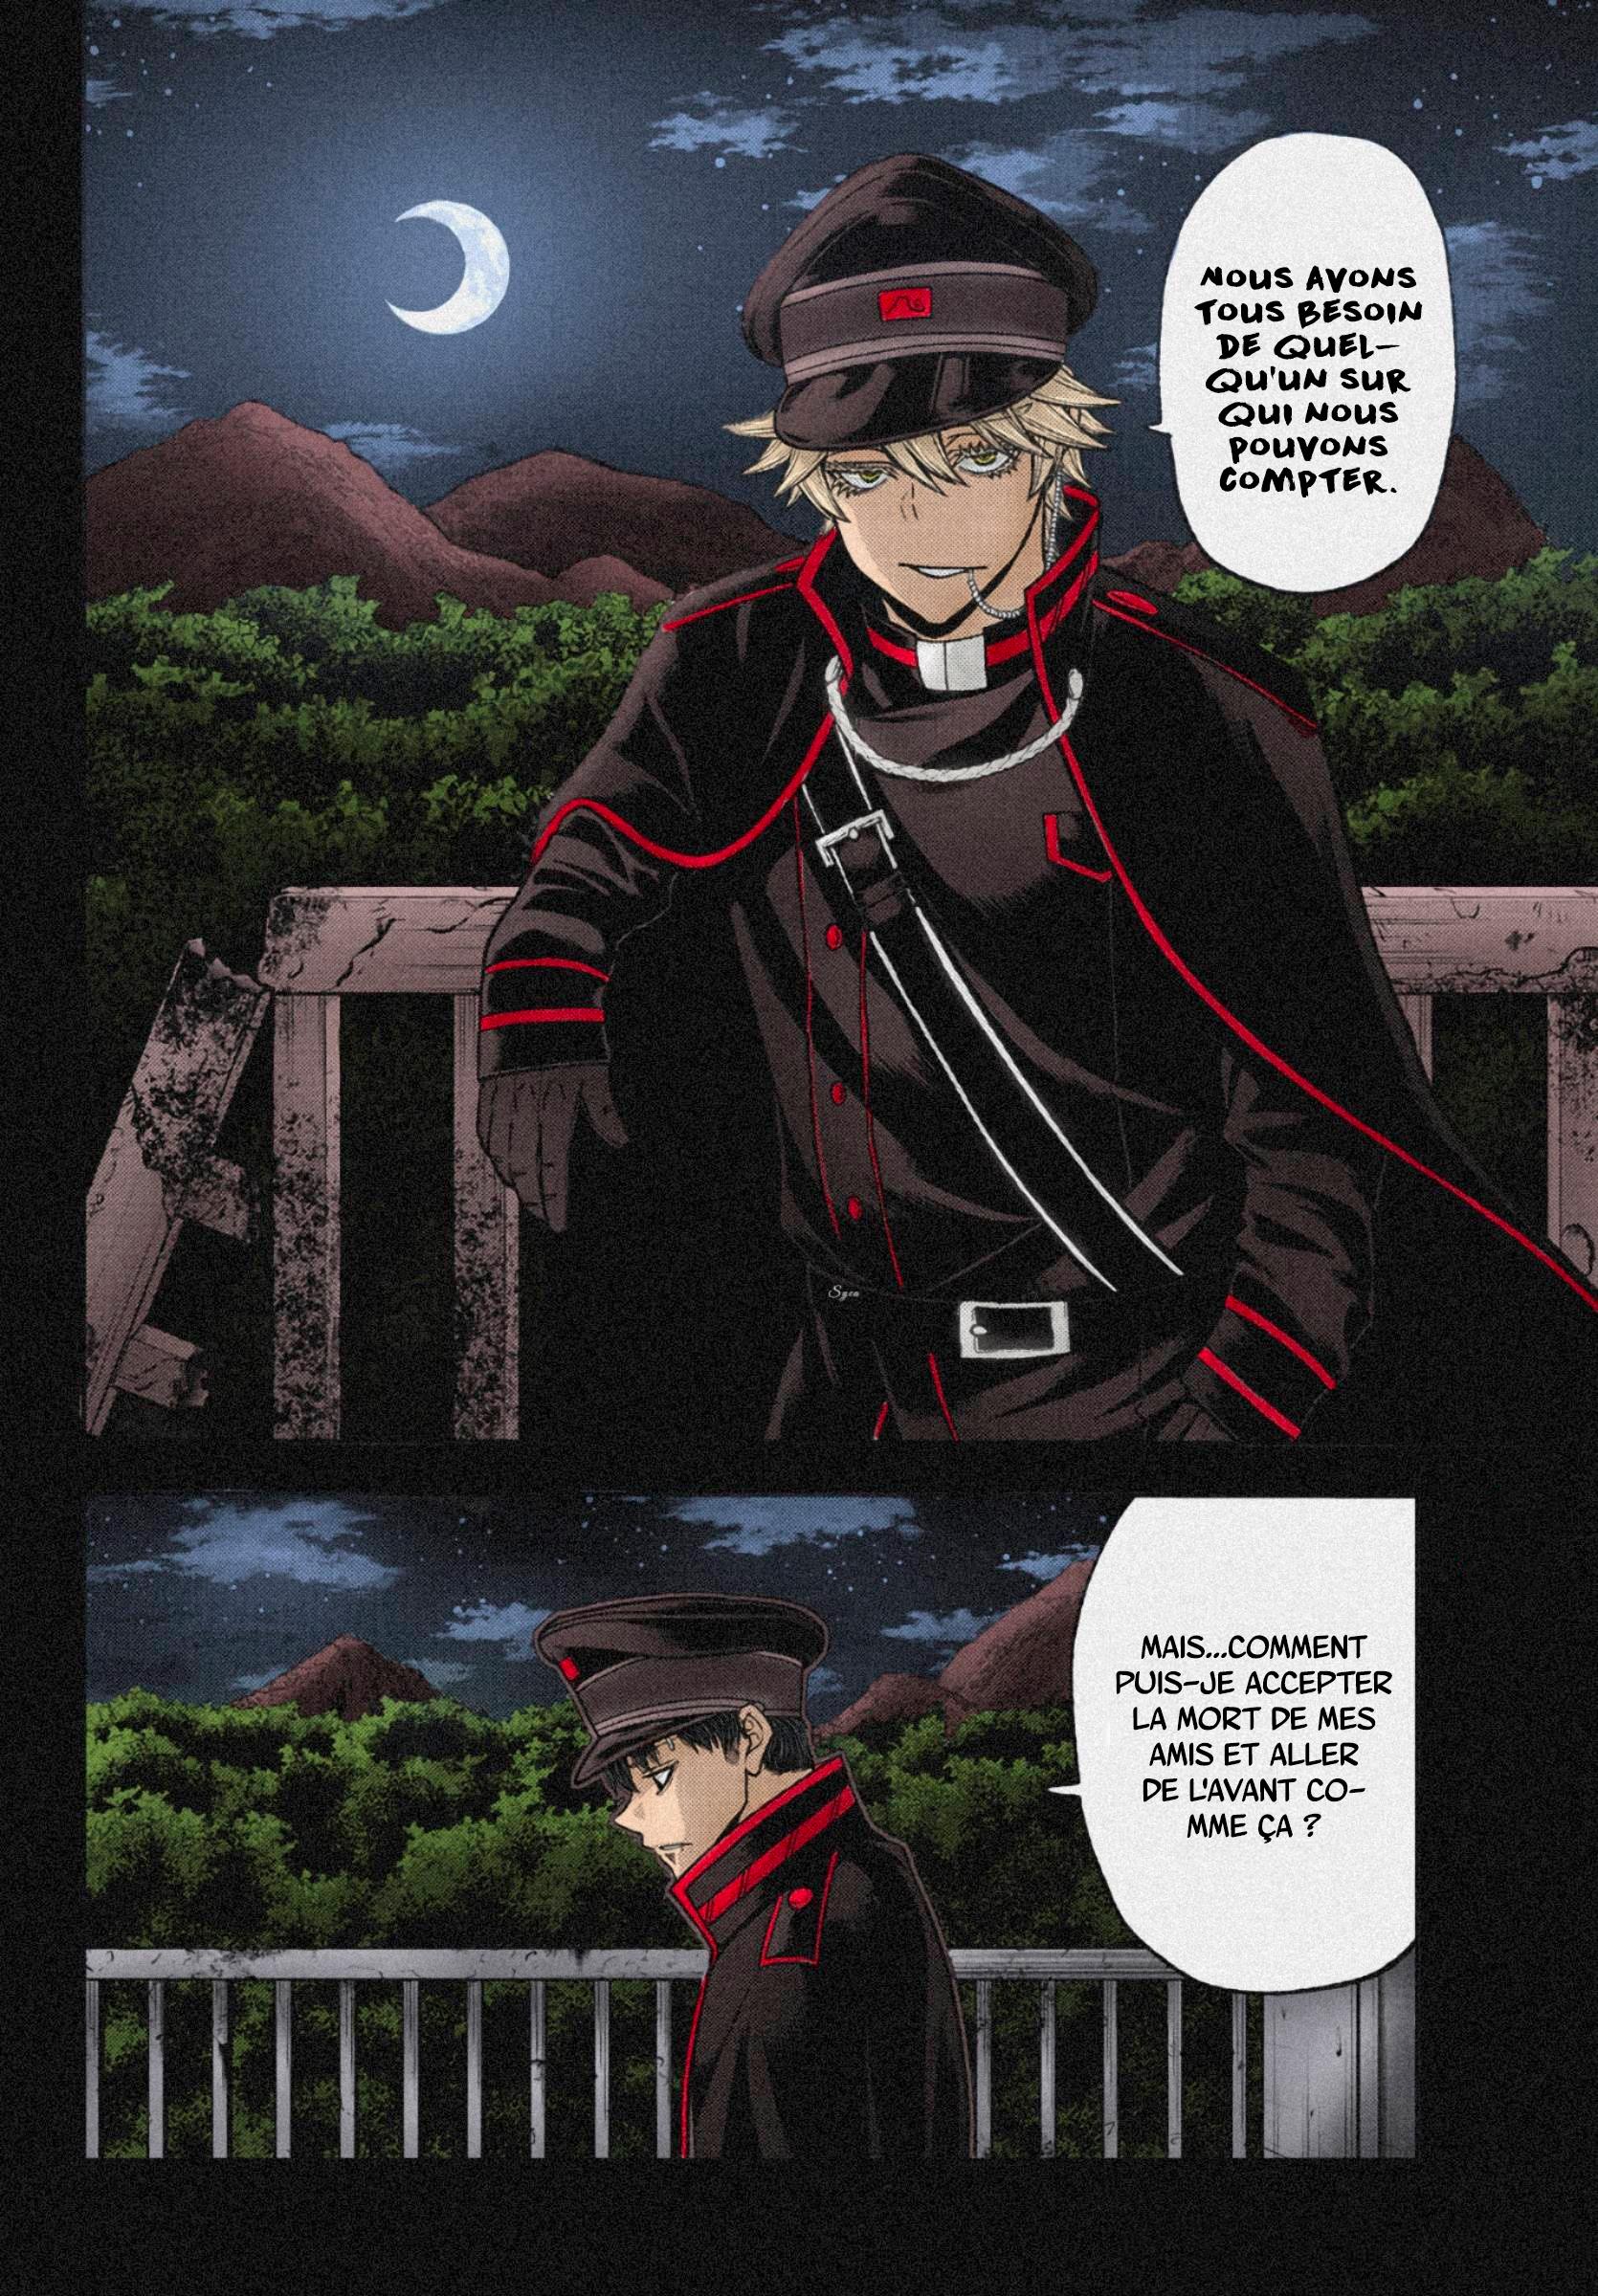 NOUS AVONS
TOUS BESOIN
DE QUEL-
QU'UN SUR
QUI NOUS
POUVONS
COMPTER.
Syen
MAIS...COMMENT
PUIS-JE ACCEPTER
LA MORT DE MES
AMIS ET ALLER
DE L'AVANT CO-
MME ÇA ?